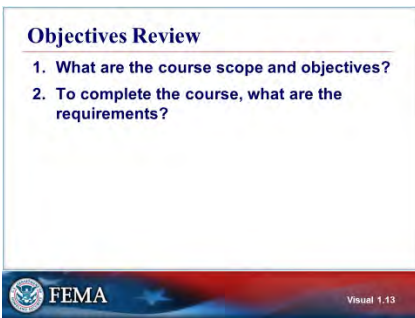 Objectives Review
1. What are the course scope and objectives?
2. To complete the course, what are the
requirements?
FEMA
Visual 1.13